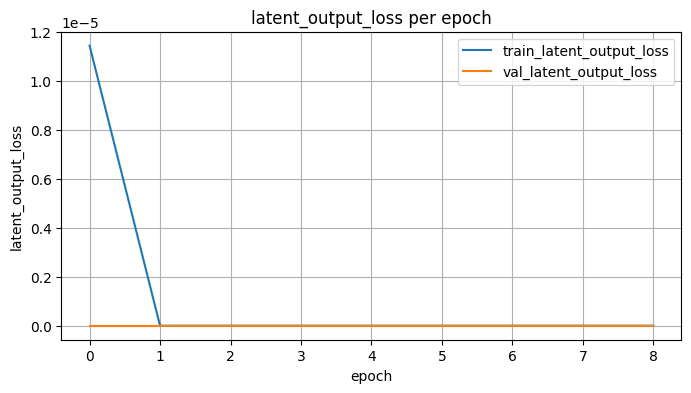 latent_output_loss per epoch
1e−5
train_latent_output_loss
val_latent_output_loss
latent_output_loss
1.2
1.0
0.8
0.6
0.4
0.2
0.0
0 1 2 3 4 5 6 7 8
epoch